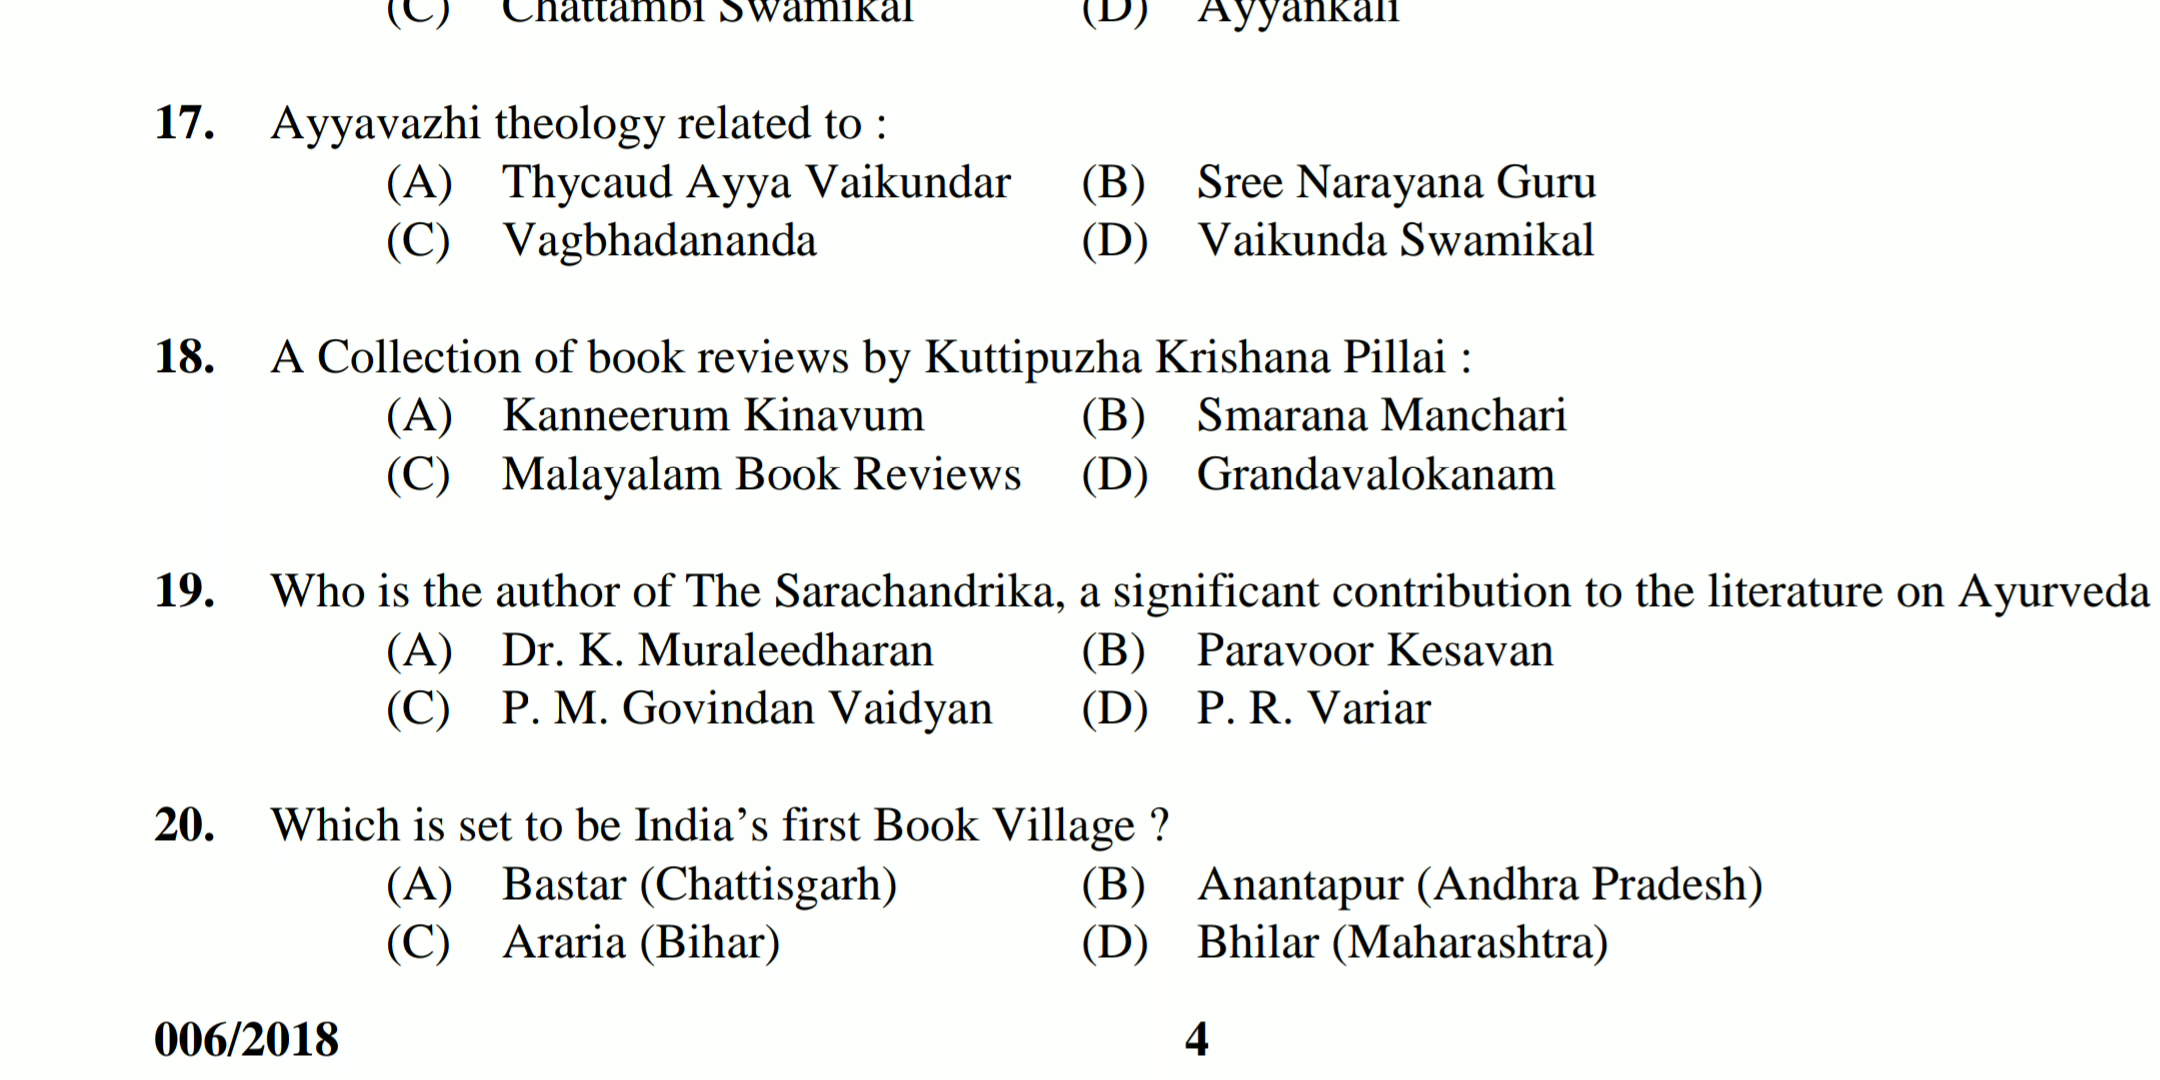 (C) Chattambi Swamikal (D) Ayyankali
17. Ayyavazhi theology related to :
(A) Thycaud Ayya Vaikundar (B) Sree Narayana Guru
(C) Vagbhadananda (D) Vaikunda Swamikal
18. A Collection of book reviews by Kuttipuzha Krishana Pillai :
(A) Kanneerum Kinavum (B) Smarana Manchari
(C) Malayalam Book Reviews (D) Grandavalokanam
19. Who is the author of The Sarachandrika, a significant contribution to the literature on Ayurveda
(A) Dr. K. Muraleedharan (B) Paravoor Kesavan
(C) P. M. Govindan Vaidyan (D) P. R. Variar
20. Which is set to be India’s first Book Village ?
(A) Bastar (Chattisgarh) (B) Anantapur (Andhra Pradesh)
(C) Araria (Bihar) (D) Bhilar (Maharashtra)
006/2018 4